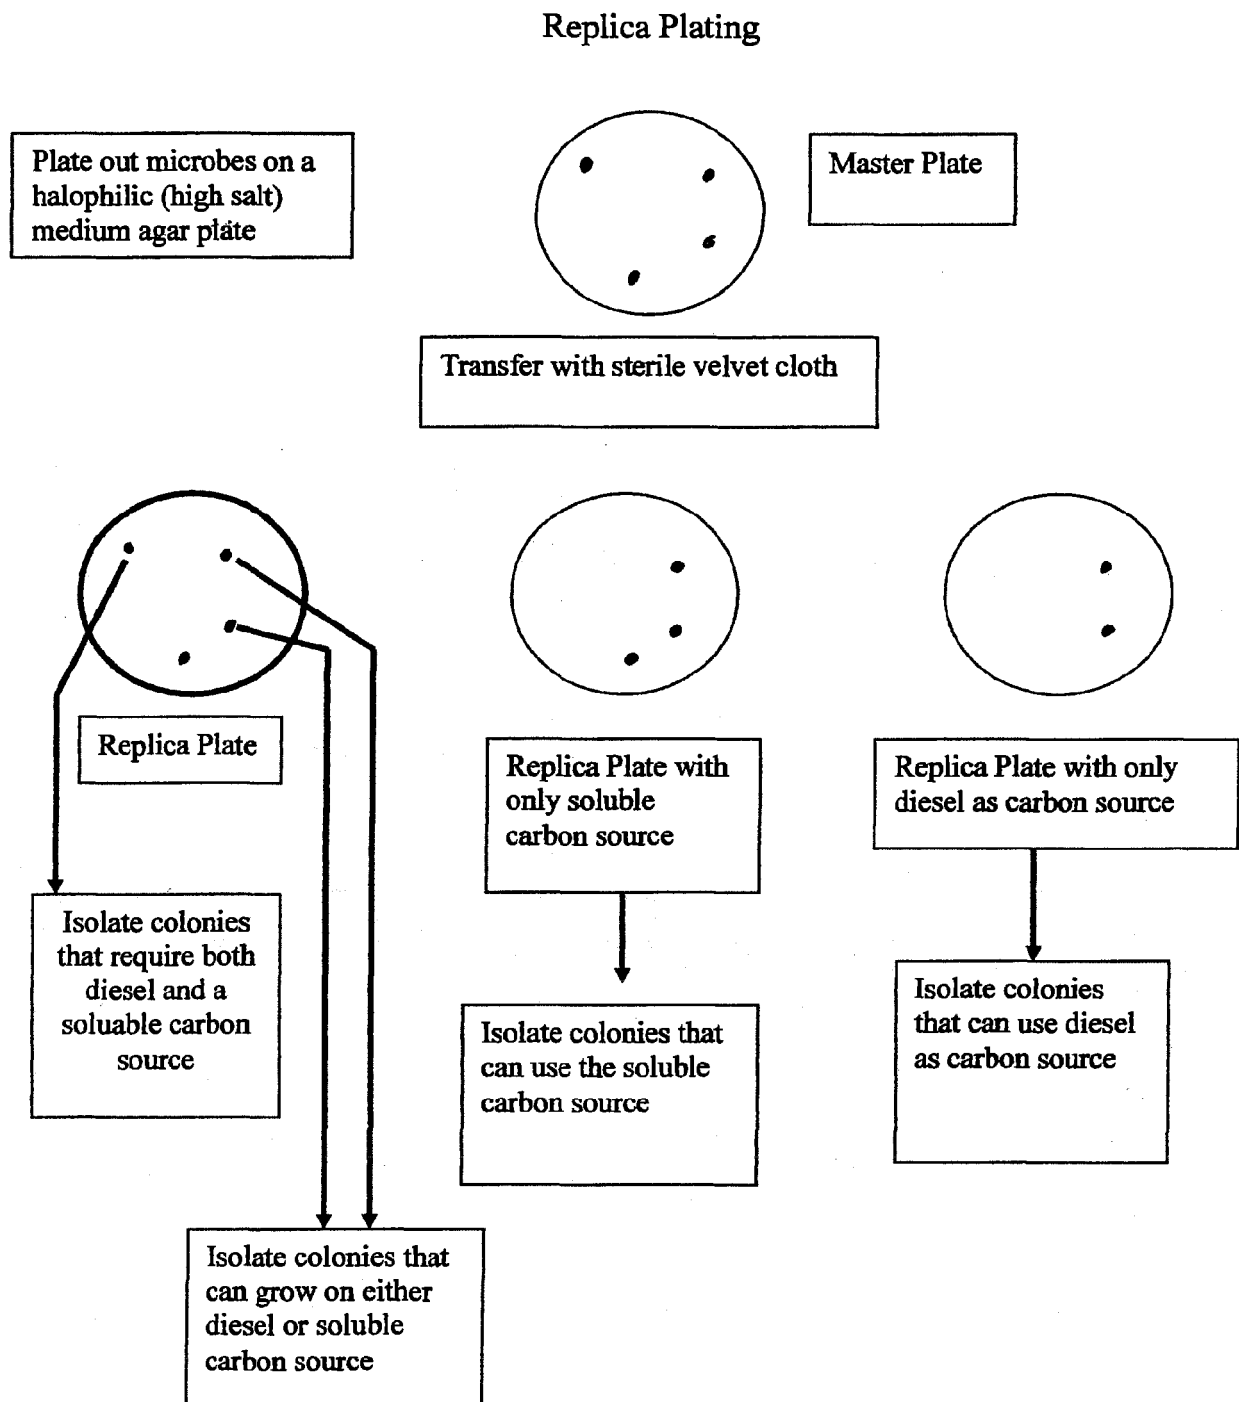 Replica Plating
Plate out microbes on a
halophilic (high salt)
medium agar plate
Master Plate
Transfer with sterile velvet cloth
Replica Plate
Replica Plate with
only soluble
carbon source
Replica Plate with only
diesel as carbon source
Isolate colonies
that require both
diesel and a
soluable carbon
source
Isolate colonies that
can use the soluble
carbon source
Isolate colonies
that can use diesel
as carbon source
Isolate colonies that
can grow on either
diesel or soluble
carbon source